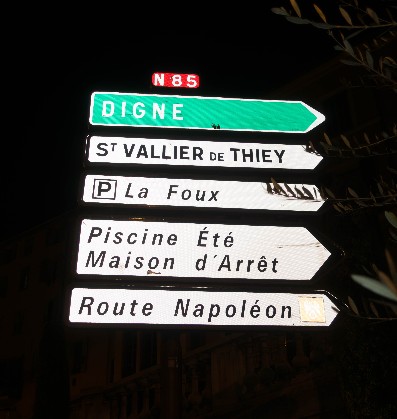 N 85
DIGNE
ST VALLIER DE THIEY
P La Foux
Piscine Été
Maison d'Arrêt
Route Napoléon